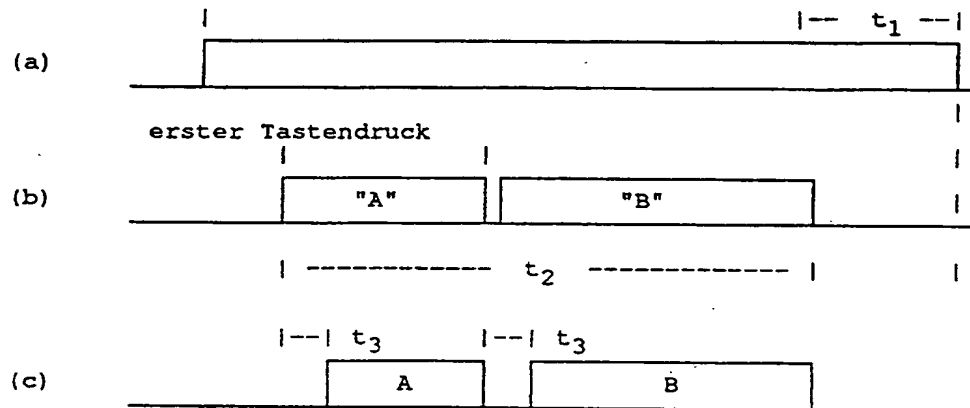 t1
(a)
erster Tastendruck
(b) "A" "B"
t2
t3 t3
(c) A B